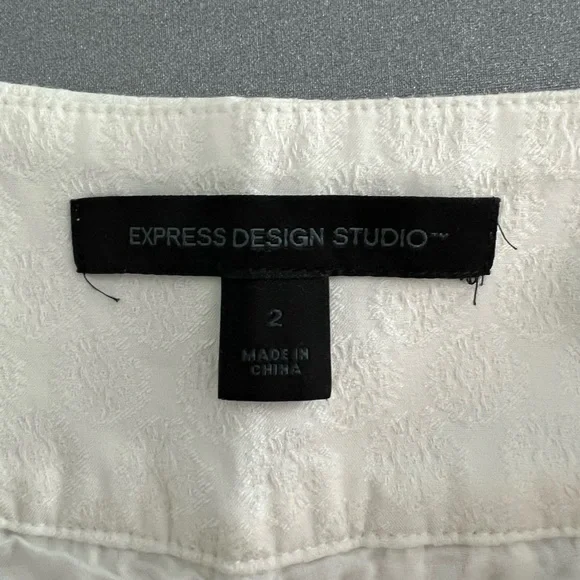 EXPRESS DESIGN STUDIO™
2
MADE IN
CHINA